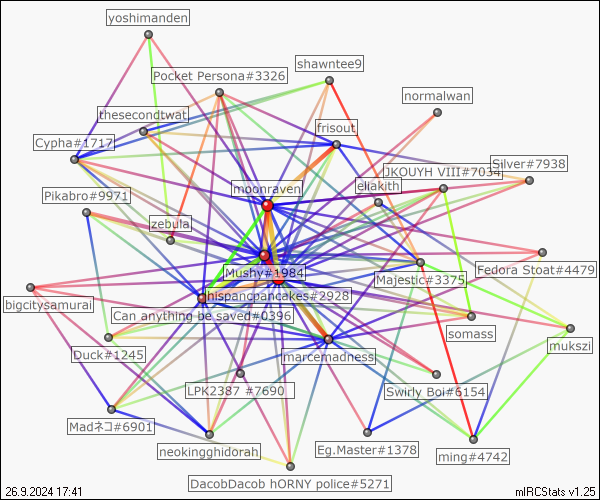 yoshimanden
shawntee9
Pocket Persona#3326
normalwan
thesecondtwat
frisout
Cypha#1717
Silver#7938
JKOUYH VIII#7034
moonraven
eliakith
Pikabro#9971
zebula
Mushy#1984
Fedora Stoat#4479
Majestic#3375
hispancpancakes#2928
bigcitysamurai
Can anything be saved#0396
somass
mukszi
Duck#1245
marcemadness
LPK2387 #7690
Swirly Boi#6154
Madネコ#6901
neokingghidorah
Eg.Master#1378
ming#4742
DacobDacob hORNY police#5271
26.9.2024 17:41
mIRCStats v1.25